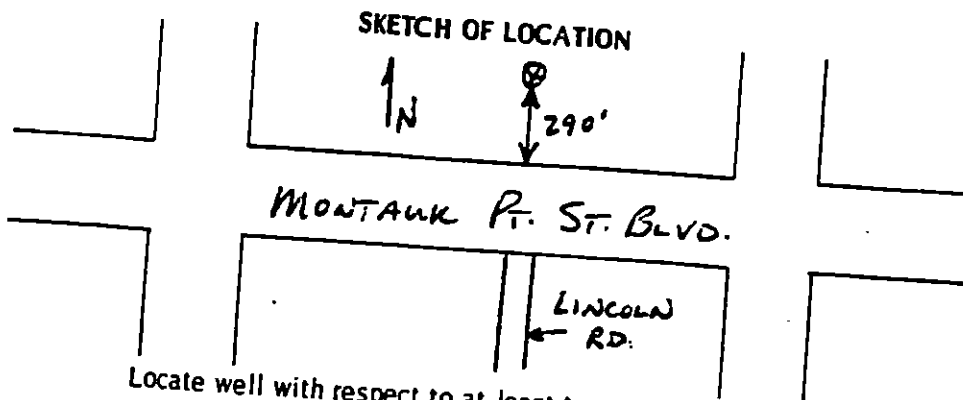 SKETCH OF LOCATION
N
290'
MONTAUK PT. ST. BLVD.
LINCOLN
RD.
Locate well with respect to at least